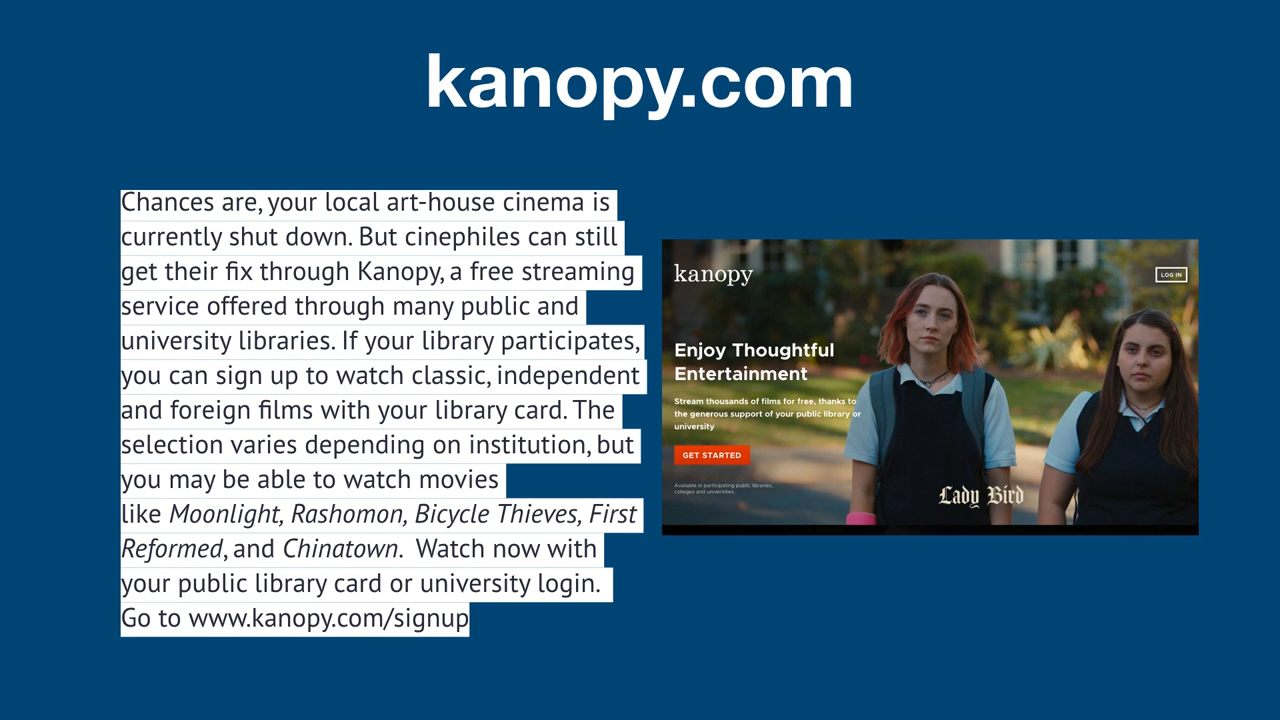 kanopy.com
Chances are, your local art-house cinema is
currently shut down. But cinephiles can still
get their fix through Kanopy, a free streaming
service offered through many public and
university libraries. If your library participates,
you can sign up to watch classic, independent
and foreign films with your library card. The
selection varies depending on institution, but
you may be able to watch movies
like Moonlight, Rashomon, Bicycle Thieves, First
Reformed, and Chinatown.  Watch now with
your public library card or university login.
Go to www.kanopy.com/signup
kanopy
LOG IN
Enjoy Thoughtful
Entertainment
Stream thousands of films for free, thanks to
the generous support of your public library or
university
GET STARTED
Available in participating public libraries,
colleges and universities.
Lady Bird